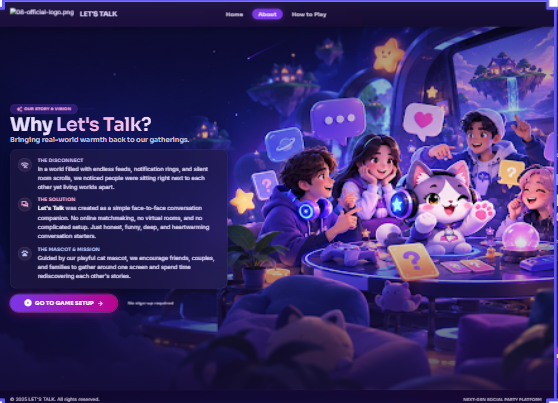 06-official-logo.png LET'S TALK Home About How to Play
OUR STORY & VISION
Why Let's Talk?
Bringing real-world warmth back to our gatherings.
THE DISCONNECT
In a world filled with endless feeds, notification rings, and silent
room scrolls, we noticed people were sitting right next to each
other yet living worlds apart.
THE SOLUTION
Let's Talk was created as a simple face-to-face conversation
companion. No online matchmaking, no virtual rooms, and no
complicated setup. Just honest, funny, deep, and heartwarming
conversation starters.
THE MASCOT & MISSION
Guided by our playful cat mascot, we encourage friends, couples,
and families to gather around one screen and spend time
rediscovering each other's stories.
GO TO GAME SETUP →
No sign-up required
?
?
?
© 2025 LET'S TALK. All rights reserved. NEXT-GEN SOCIAL PARTY PLATFORM